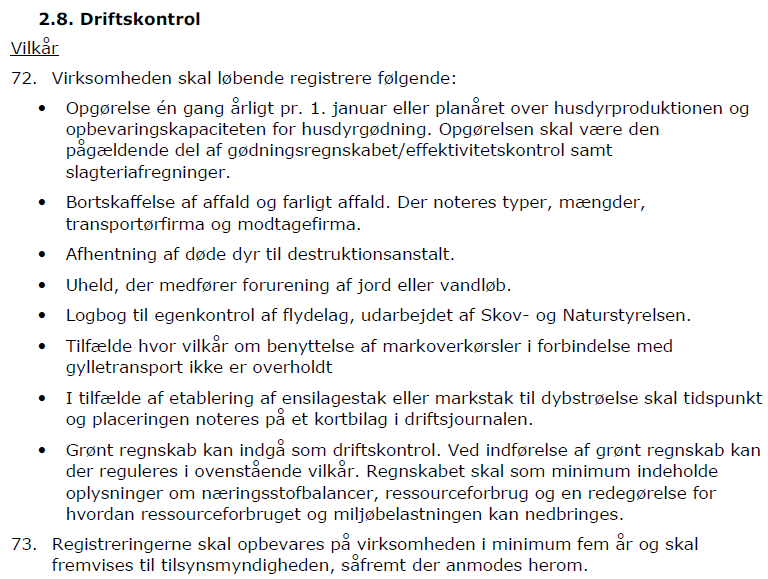 2.8. Driftskontrol
Vilkår
72. Virksomheden skal løbende registrere følgende:
• Opgørelse én gang årligt pr. 1. januar eller planåret over husdyrproduktionen og
opbevaringskapaciteten for husdyrgødning. Opgørelsen skal være den
pågældende del af gødningsregnskabet/effektivitetskontrol samt
slagteriafregninger.
• Bortskaffelse af affald og farligt affald. Der noteres typer, mængder,
transportørfirma og modtagefirma.
• Afhentning af døde dyr til destruktionsanstalt.
• Uheld, der medfører forurening af jord eller vandløb.
• Logbog til egenkontrol af flydelag, udarbejdet af Skov- og Naturstyrelsen.
• Tilfælde hvor vilkår om benyttelse af markoverkørsler i forbindelse med
gylletransport ikke er overholdt
• I tilfælde af etablering af ensilagestak eller markstak til dybstrøelse skal tidspunkt
og placeringen noteres på et kortbilag i driftsjournalen.
• Grønt regnskab kan indgå som driftskontrol. Ved indførelse af grønt regnskab kan
der reguleres i ovenstående vilkår. Regnskabet skal som minimum indeholde
oplysninger om næringsstofbalancer, ressourceforbrug og en redegørelse for
hvordan ressourceforbruget og miljøbelastningen kan nedbringes.
73. Registreringerne skal opbevares på virksomheden i minimum fem år og skal
fremvises til tilsynsmyndigheden, såfremt der anmodes herom.